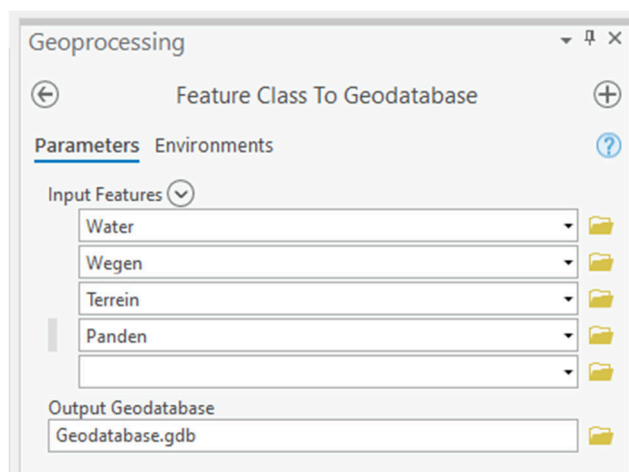 Geoprocessing
Feature Class To Geodatabase
Parameters Environments
Input Features
Water
Wegen
Terrein
Panden
Output Geodatabase
Geodatabase.gdb